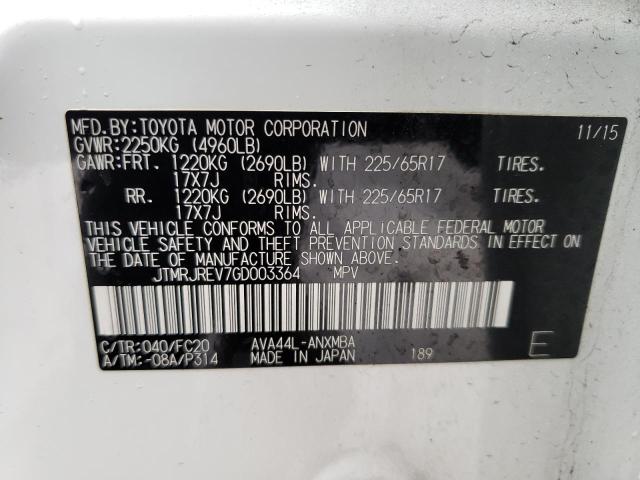 MFD.BY:TOYOTA MOTOR CORPORATION 11/15
GVWR:2250KG (4960LB)
GAWR:FRT. 1220KG (2690LB) WITH 225/65R17 TIRES.
17X7J RIMS.
RR. 1220KG (2690LB) WITH 225/65R17 TIRES.
17X7J RIMS.
THIS VEHICLE CONFORMS TO ALL APPLICABLE FEDERAL MOTOR
VEHICLE SAFETY AND THEFT PREVENTION STANDARDS IN EFFECT ON
THE DATE OF MANUFACTURE SHOWN ABOVE.
JTMRJREV7GD003364 MPV
C/TR:040/FC20 AVA44L-ANXMBA
A/TM:-08A/P314 MADE IN JAPAN 189 E